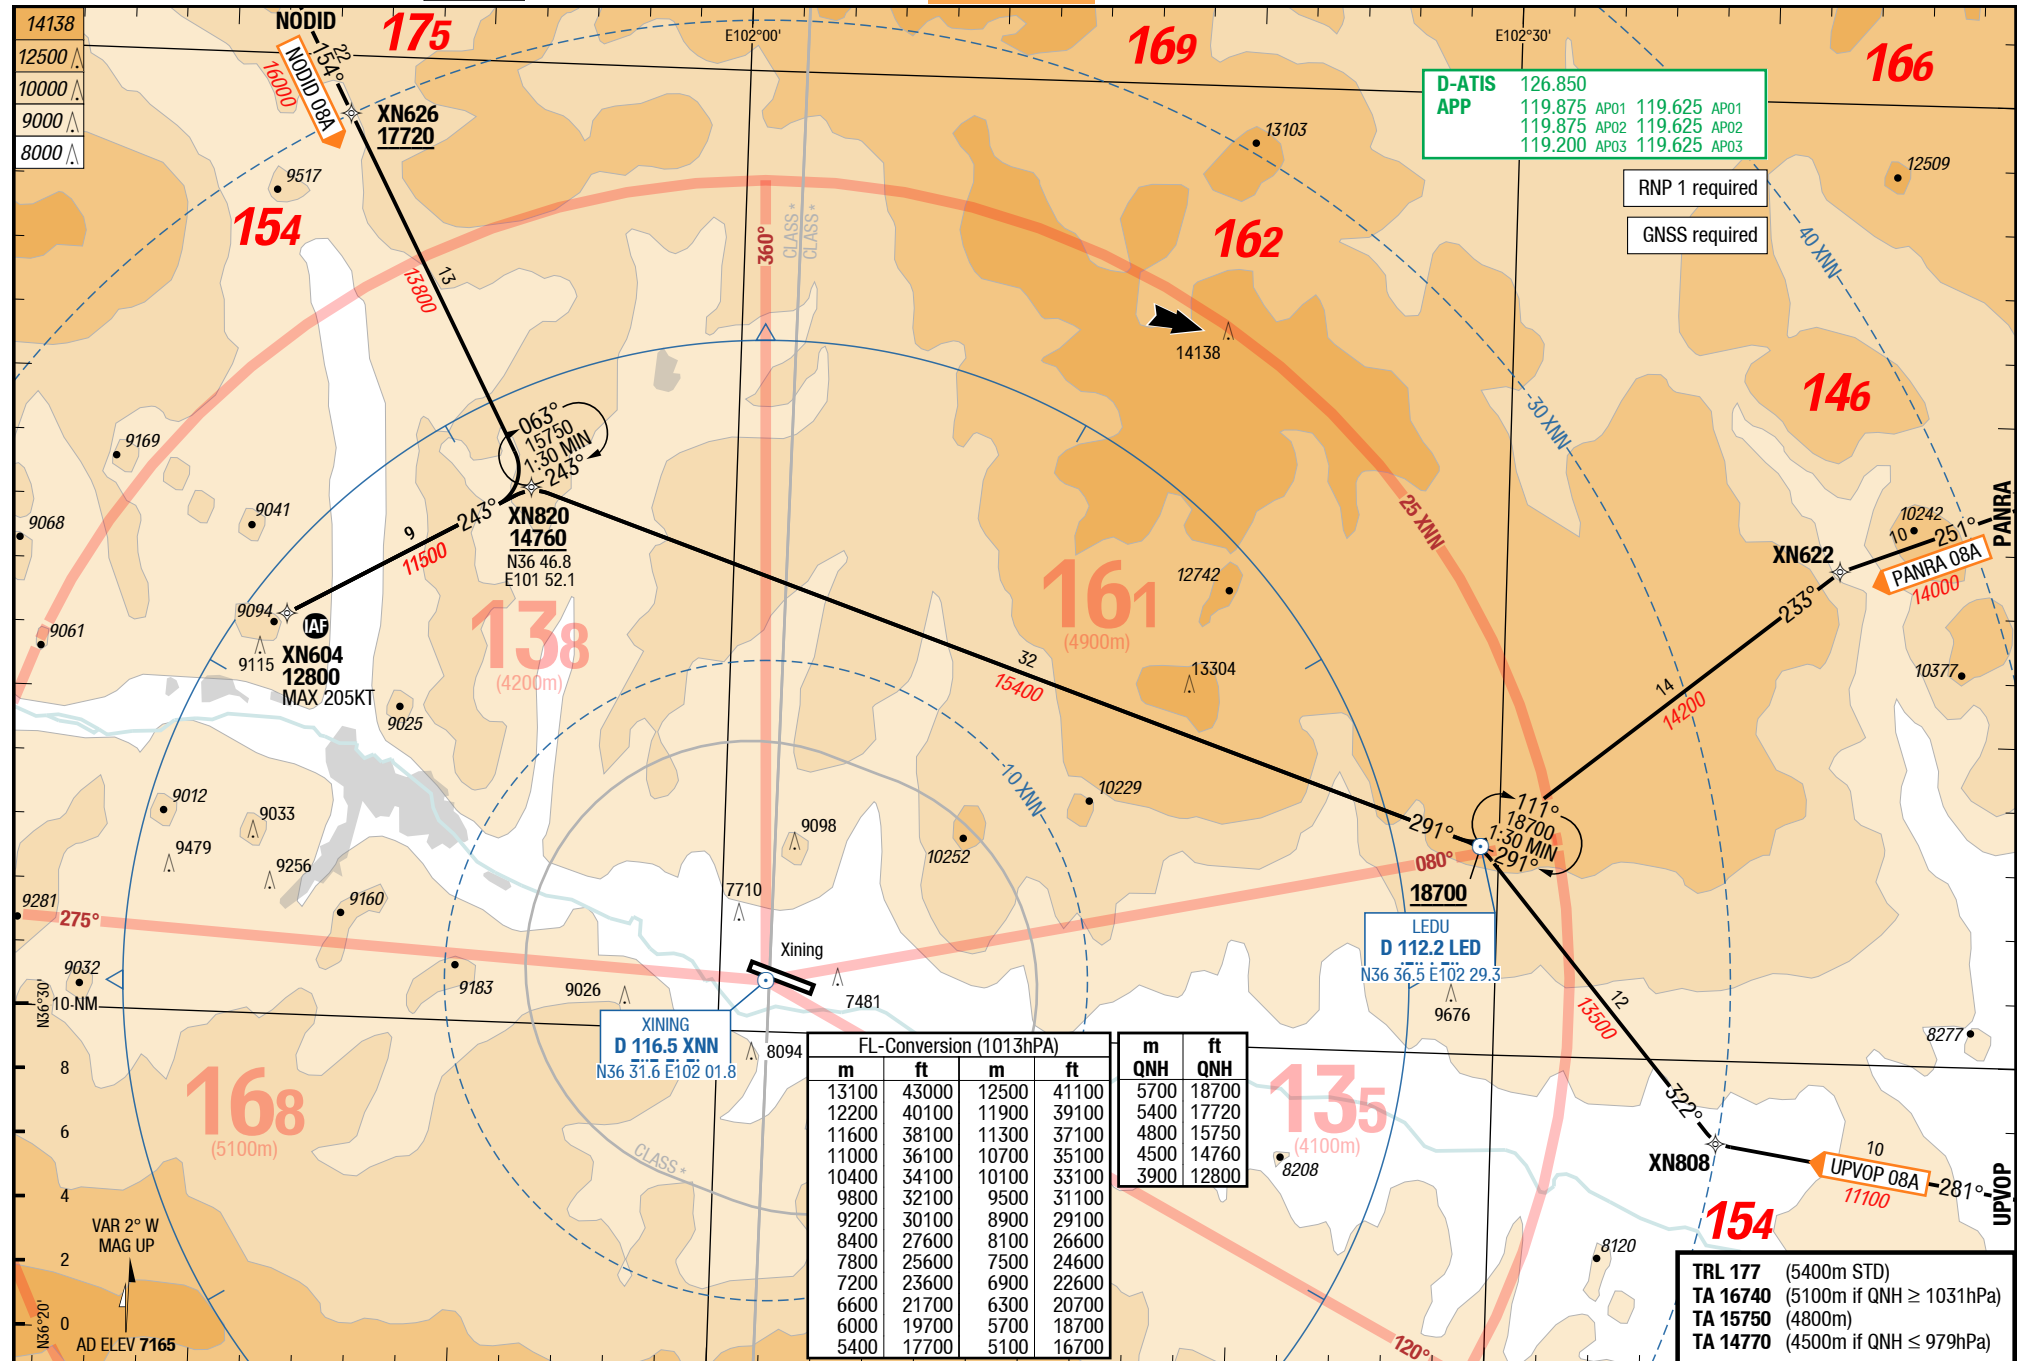 14138
12500
10000
9000
8000
NODID
22
154°
NODID 08A
16000
175
E102°00'
169
E102°30'
166
D-ATIS 126.850
APP 119.875 AP01 119.625 AP01
119.875 AP02 119.625 AP02
119.200 AP03 119.625 AP03
RNP 1 required
GNSS required
XN626
17720
9517
154
13103
12509
162
360°
CLASS *
CLASS *
40 XNN
13
13800
14138
146
30 XNN
063°
15750
1:30 MIN
243°
9169
9041
9068
243°
9
11500
XN820
14760
N36 46.8
E101 52.1
25 XNN
10242
10
251°
PANRA
XN622
PANRA 08A
14000
233°
12742
161
(4900m)
138
(4200m)
9094
IAF
9061
9115
XN604
12800
MAX 205KT
9025
32
15400
13304
10377
14
14200
10 XNN
10229
9012
9033
9479
9256
9098
10252
291°
111°
18700
1:30 MIN
291°
080°
18700
7710
9160
9281
275°
LEDU
D 112.2 LED
N36 36.5 E102 29.3
Xining
9032
9183
9026
7481
9676
12
13500
N36°30'
10-NM
XINING
D 116.5 XNN
N36 31.6 E102 01.8
8094
8277
FL-Conversion (1013hPA)
m ft m ft
13100 43000 12500 41100
12200 40100 11900 39100
11600 38100 11300 37100
11000 36100 10700 35100
10400 34100 10100 33100
9800 32100 9500 31100
9200 30100 8900 29100
8400 27600 8100 26600
7800 25600 7500 24600
7200 23600 6900 22600
6600 21700 6300 20700
6000 19700 5700 18700
5400 17700 5100 16700
m ft
QNH QNH
5700 18700
5400 17720
4800 15750
4500 14760
3900 12800
8
6
4
2
0
168
(5100m)
135
(4100m)
322°
8208
XN808
10
UPVOP 08A
11100
281°
UPVOP
CLASS *
154
8120
VAR 2° W
MAG UP
N36°20'
AD ELEV 7165
120°
TRL 177 (5400m STD)
TA 16740 (5100m if QNH ≥ 1031hPa)
TA 15750 (4800m)
TA 14770 (4500m if QNH ≤ 979hPa)